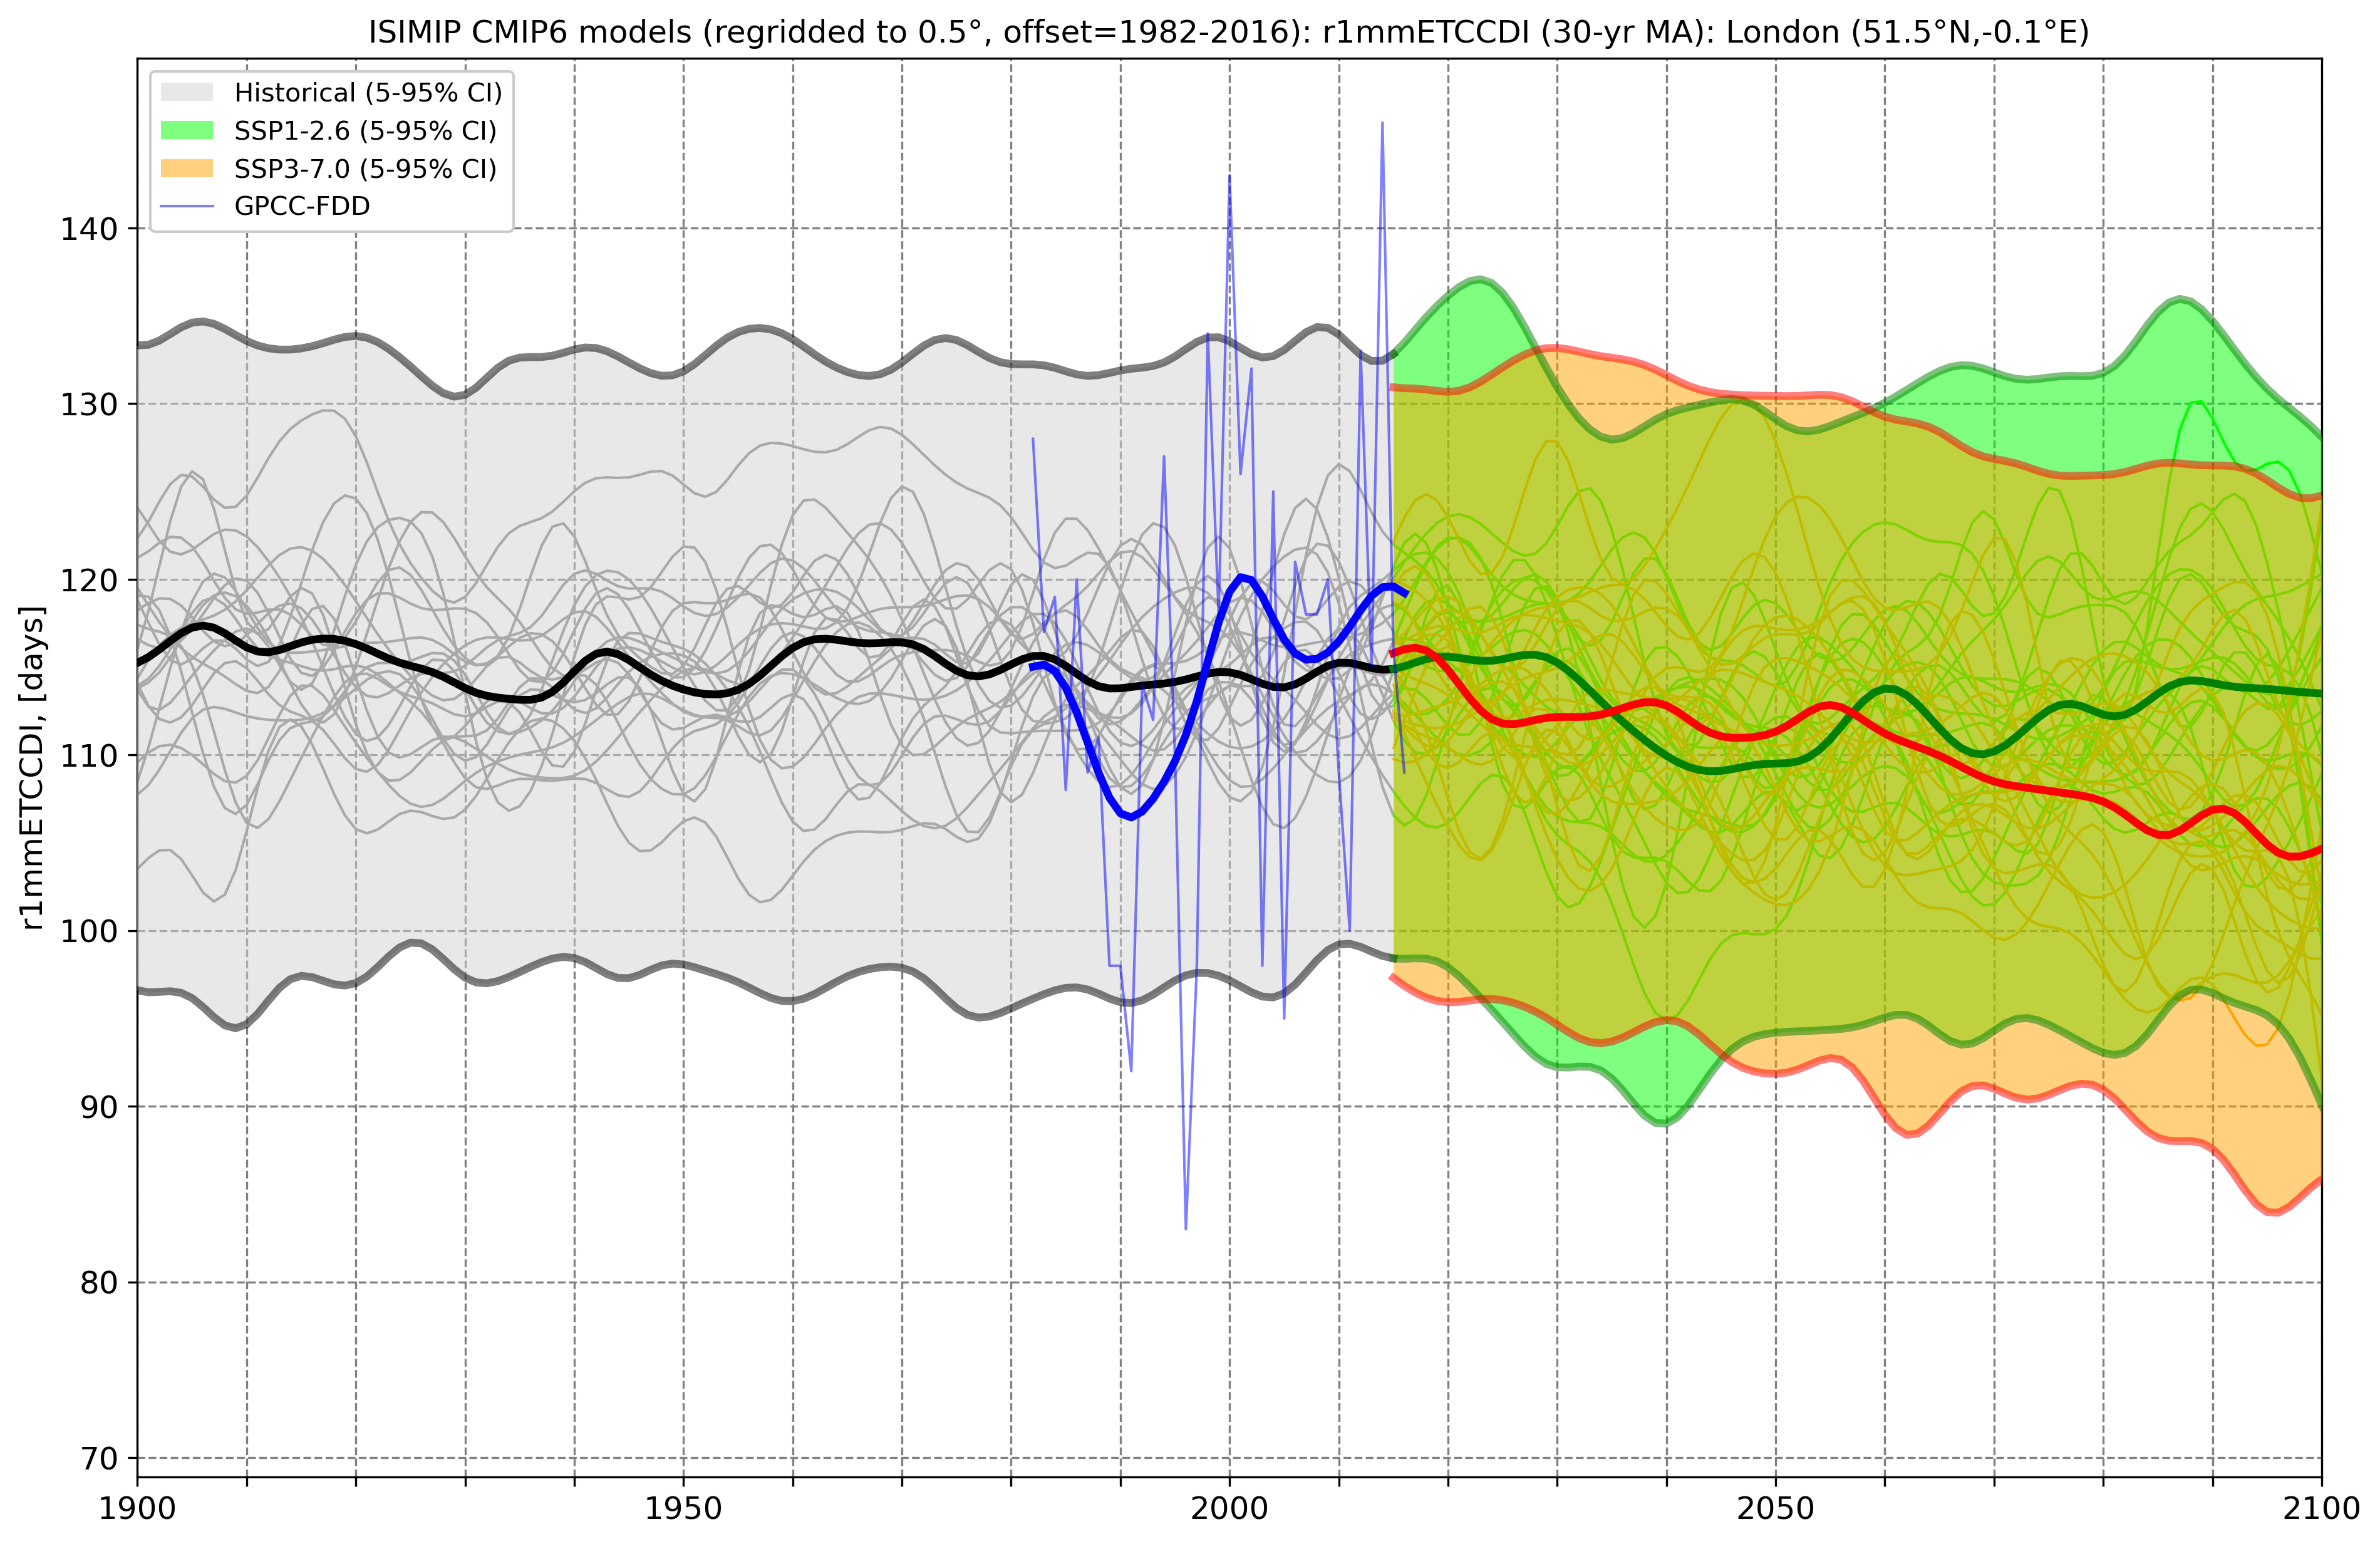 ISIMIP CMIP6 models (regridded to 0.5°, offset=1982-2016): r1mmETCCDI (30-yr MA): London (51.5°N,-0.1°E)
Historical (5-95% CI)
SSP1-2.6 (5-95% CI)
SSP3-7.0 (5-95% CI)
GPCC-FDD
r1mmETCCDI, [days]
140
130
120
110
100
90
80
70
1900 1950 2000 2050 2100